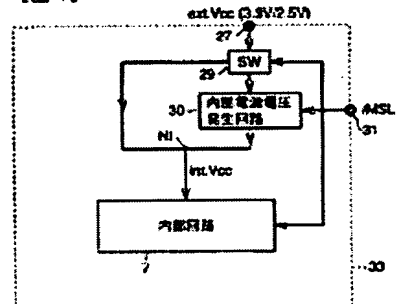 ext.Vcc (3.3V/2.5V)
27
SW
29
30
内部電源電圧
発生回路
/MSL
31
N1
int.Vcc
内部回路
7
33